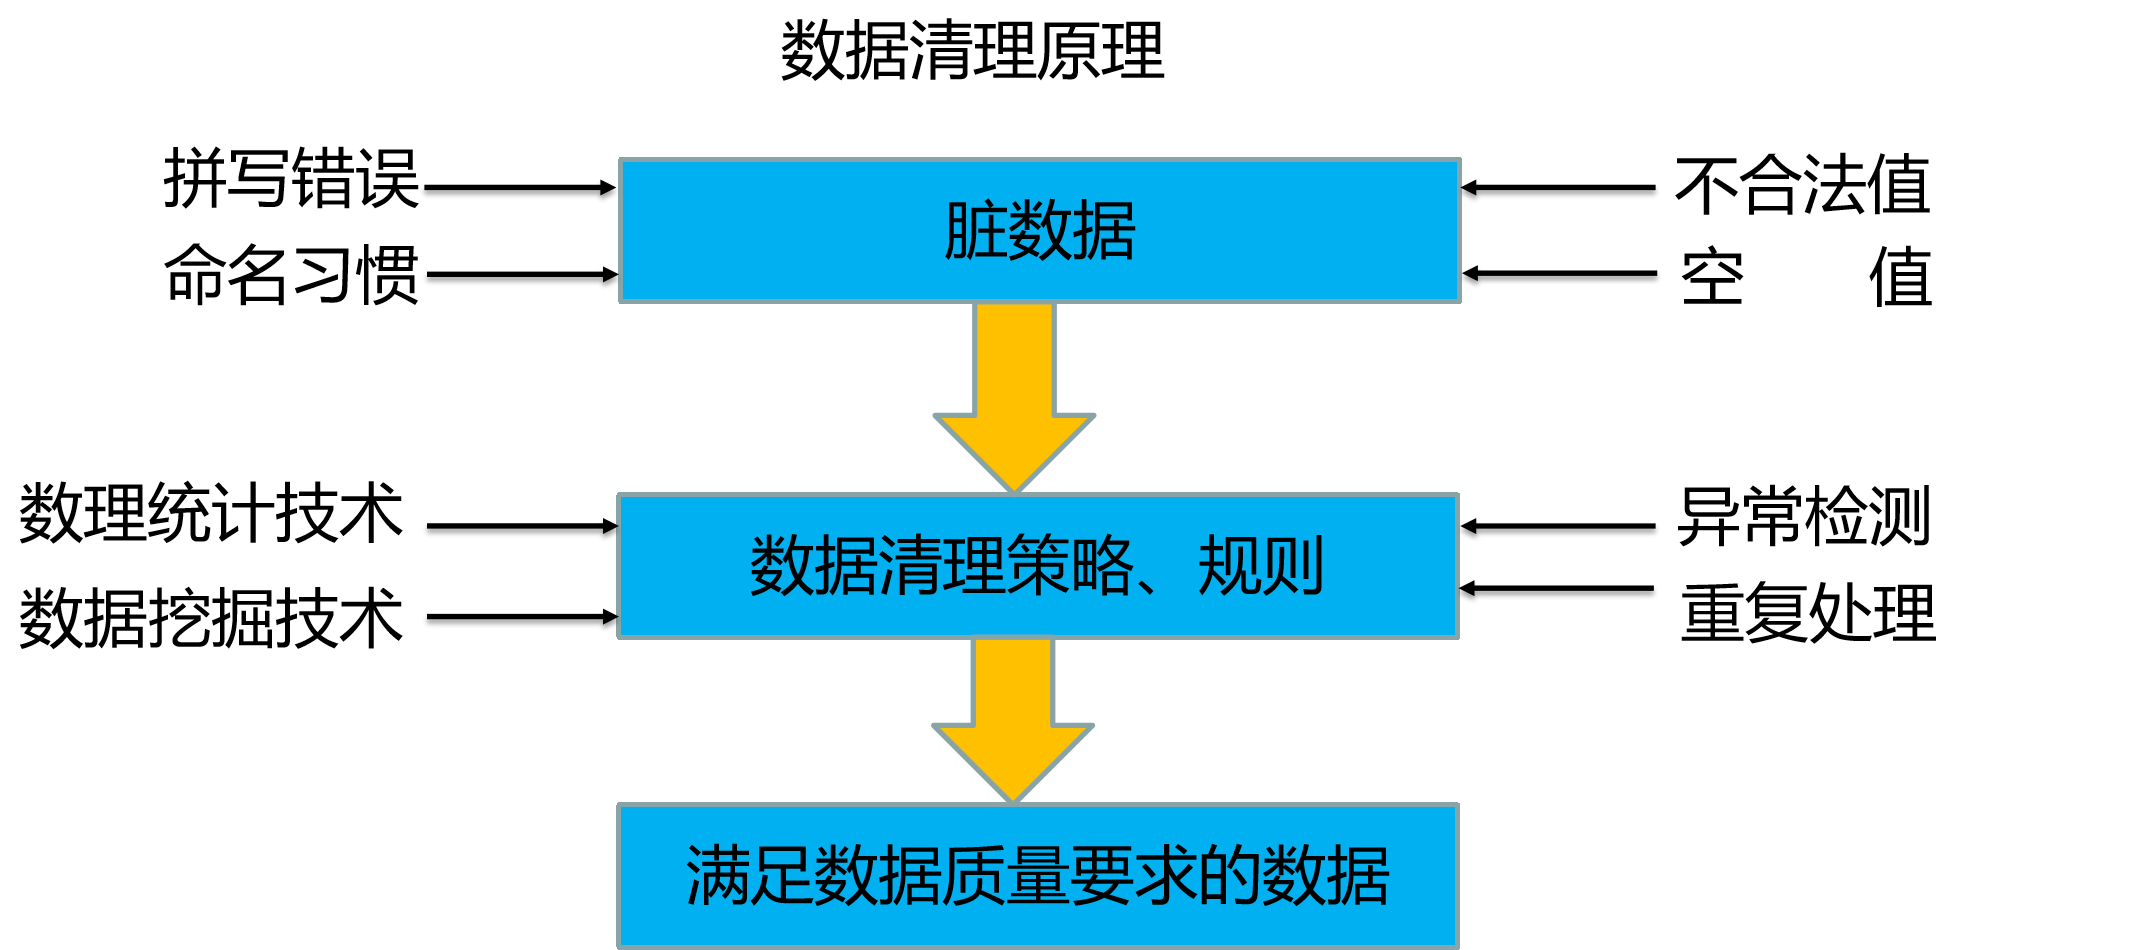 数据清理原理
拼写错误
不合法值
脏数据
命名习惯
空 值
数理统计技术
异常检测
数据清理策略、规则
数据挖掘技术
重复处理
满足数据质量要求的数据